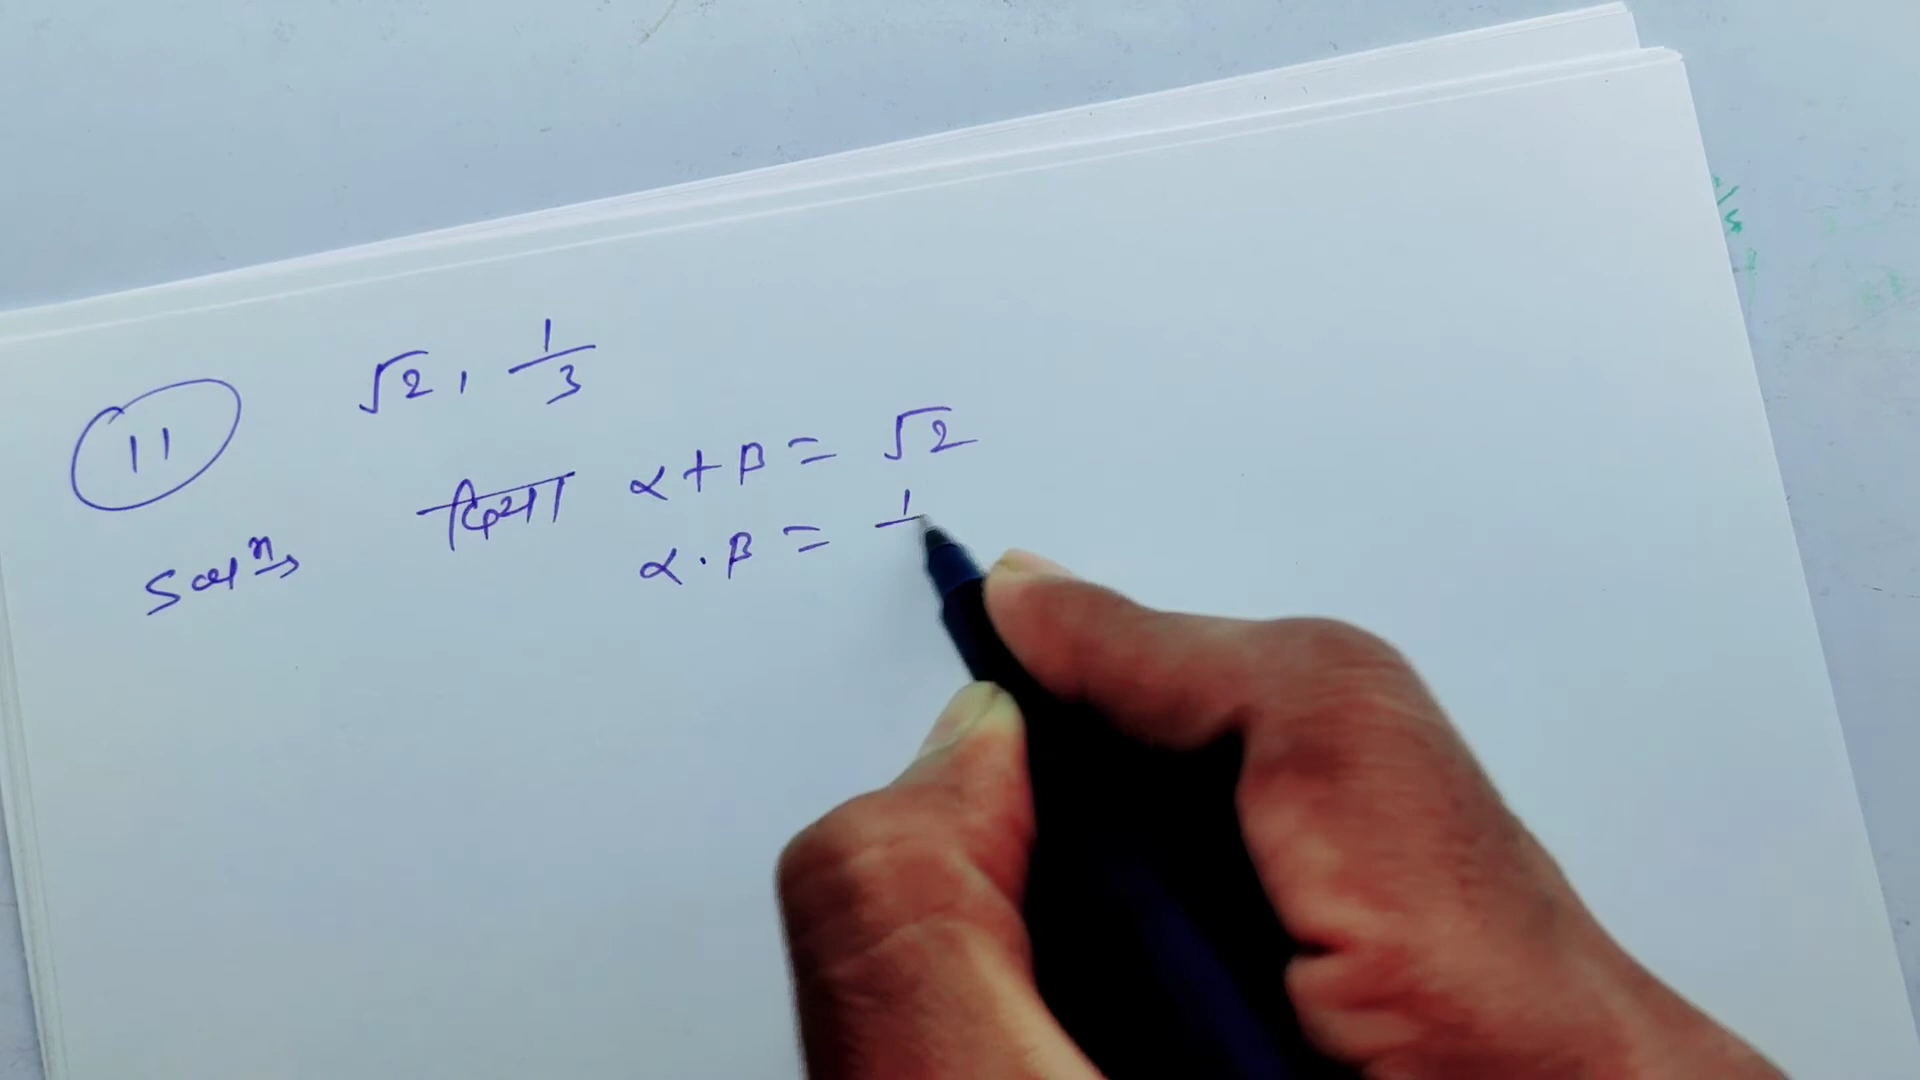 11 √2, 1/3
Solⁿ→ दिया α+β = √2
α.β = 1/